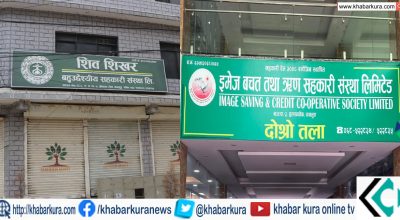 www.khabarkura.com
शिव शिखर
बहुउद्देश्यीय सहकारी संस्था लि.
इमेज बचत तथा ऋण सहकारी संस्था लिमिटेड
IMAGE SAVING & CREDIT CO-OPERATIVE SOCIETY LIMITED
दोश्रो तला
http://khabarkura.com
@khabarkuranews
@khabarkura
khabar kura online tv